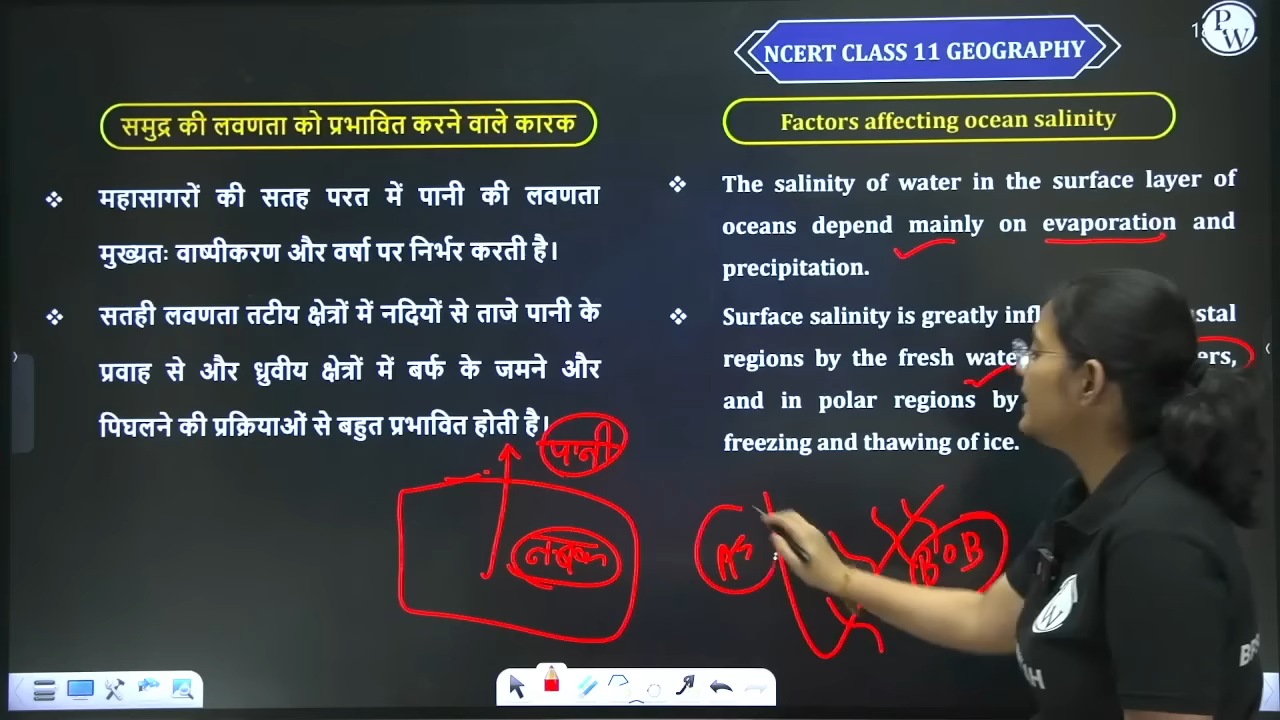 NCERT CLASS 11 GEOGRAPHY
PW
समुद्र की लवणता को प्रभावित करने वाले कारक
महासागरों की सतह परत में पानी की लवणता
मुख्यतः वाष्पीकरण और वर्षा पर निर्भर करती है।
सतही लवणता तटीय क्षेत्रों में नदियों से ताजे पानी के
प्रवाह से और ध्रुवीय क्षेत्रों में बर्फ के जमने और
पिघलने की प्रक्रियाओं से बहुत प्रभावित होती है।
पानी
नमक
Factors affecting ocean salinity
The salinity of water in the surface layer of
oceans depend mainly on evaporation and
precipitation.
Surface salinity is greatly
regions by the fresh
and in polar regions by
freezing and thawing of ice.
AS
BOB
W